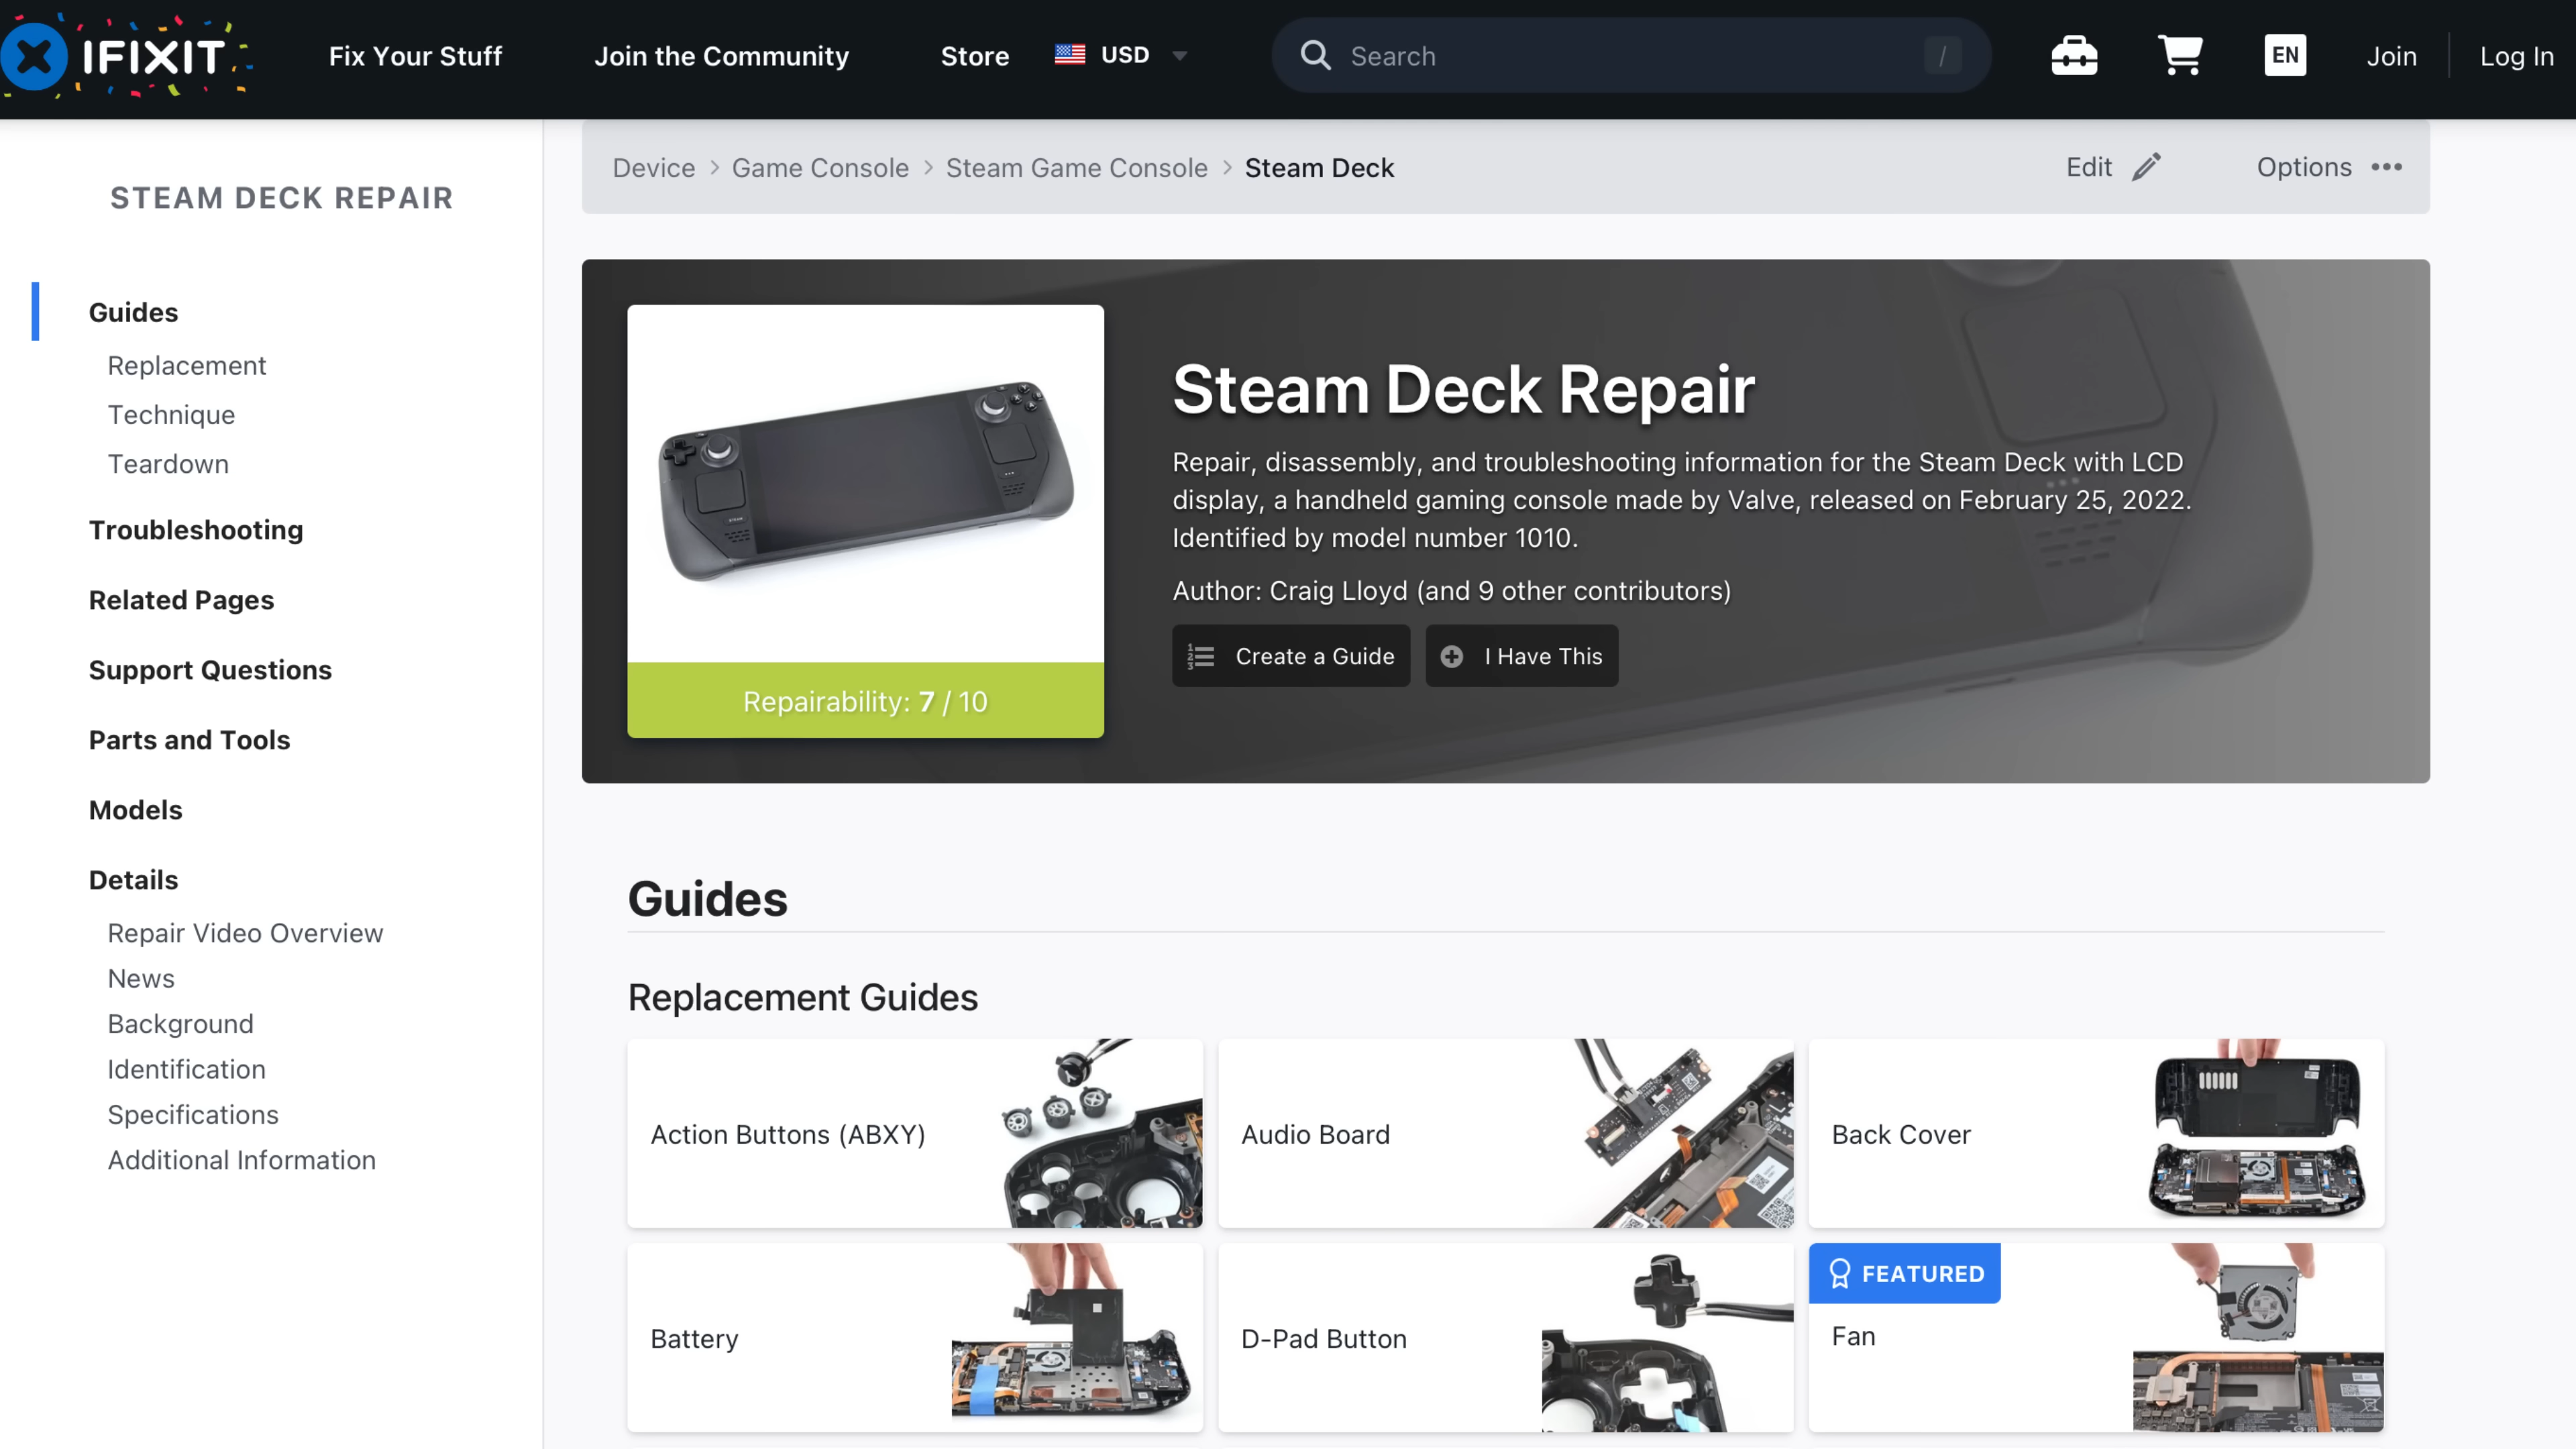 IFIXIT
Fix Your Stuff
Join the Community
Store
USD
Search
/
EN
Join
Log In
STEAM DECK REPAIR
Guides
Replacement
Technique
Teardown
Troubleshooting
Related Pages
Support Questions
Parts and Tools
Models
Details
Repair Video Overview
News
Background
Identification
Specifications
Additional Information
Device > Game Console > Steam Game Console > Steam Deck
Edit
Options
Repairability: 7 / 10
Steam Deck Repair
Repair, disassembly, and troubleshooting information for the Steam Deck with LCD
display, a handheld gaming console made by Valve, released on February 25, 2022.
Identified by model number 1010.
Author: Craig Lloyd (and 9 other contributors)
Create a Guide
I Have This
Guides
Replacement Guides
Action Buttons (ABXY)
Audio Board
Back Cover
Battery
D-Pad Button
FEATURED
Fan